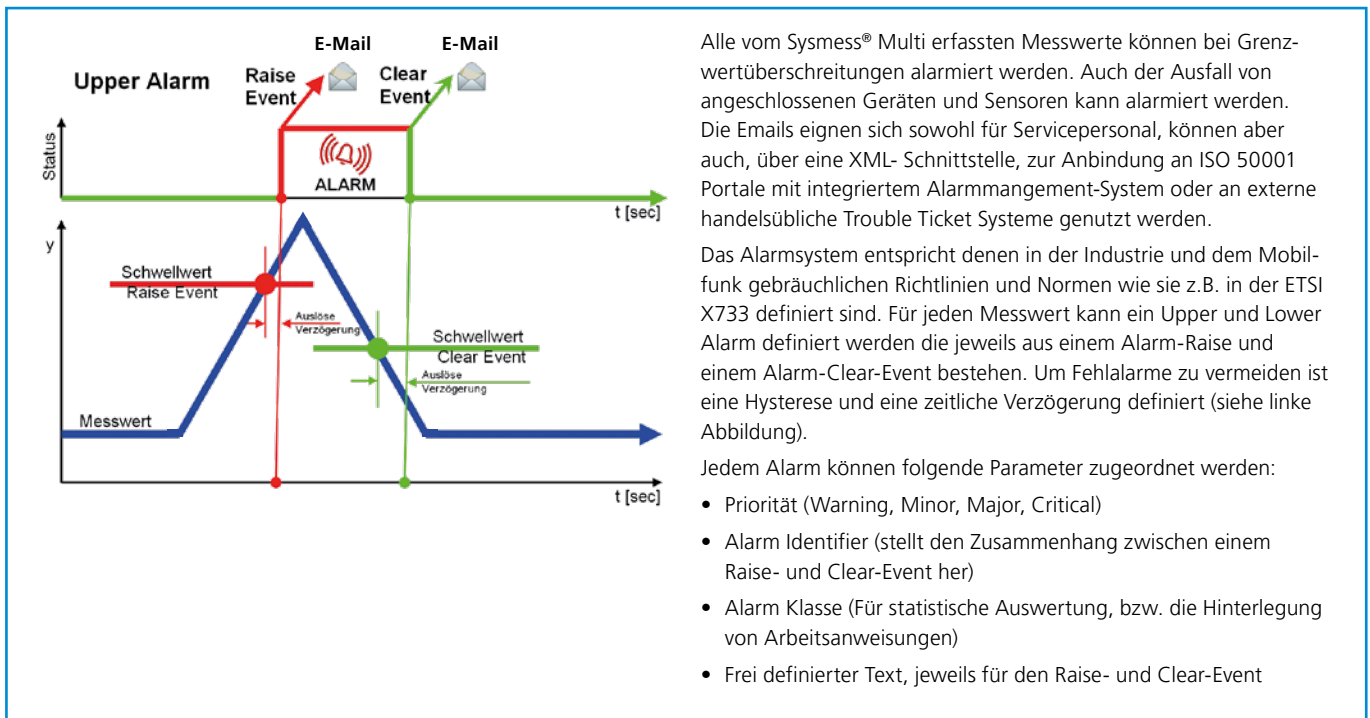 E-Mail
E-Mail
Upper Alarm
Raise
Event
Clear
Event
Status
ALARM
t [sec]
y
Schwellwert
Raise Event
Auslöse
Verzögerung
Schwellwert
Clear Event
Auslöse
Verzögerung
Messwert
t [sec]
Alle vom Sysmess® Multi erfassten Messwerte können bei Grenz-
wertüberschreitungen alarmiert werden. Auch der Ausfall von
angeschlossenen Geräten und Sensoren kann alarmiert werden.
Die Emails eignen sich sowohl für Servicepersonal, können aber
auch, über eine XML- Schnittstelle, zur Anbindung an ISO 50001
Portale mit integriertem Alarmmangement-System oder an externe
handelsübliche Trouble Ticket Systeme genutzt werden.
Das Alarmsystem entspricht denen in der Industrie und dem Mobil-
funk gebräuchlichen Richtlinien und Normen wie sie z.B. in der ETSI
X733 definiert sind. Für jeden Messwert kann ein Upper und Lower
Alarm definiert werden die jeweils aus einem Alarm-Raise und
einem Alarm-Clear-Event bestehen. Um Fehlalarme zu vermeiden ist
eine Hysterese und eine zeitliche Verzögerung definiert (siehe linke
Abbildung).
Jedem Alarm können folgende Parameter zugeordnet werden:
• Priorität (Warning, Minor, Major, Critical)
• Alarm Identifier (stellt den Zusammenhang zwischen einem
Raise- und Clear-Event her)
• Alarm Klasse (Für statistische Auswertung, bzw. die Hinterlegung
von Arbeitsanweisungen)
• Frei definierter Text, jeweils für den Raise- und Clear-Event